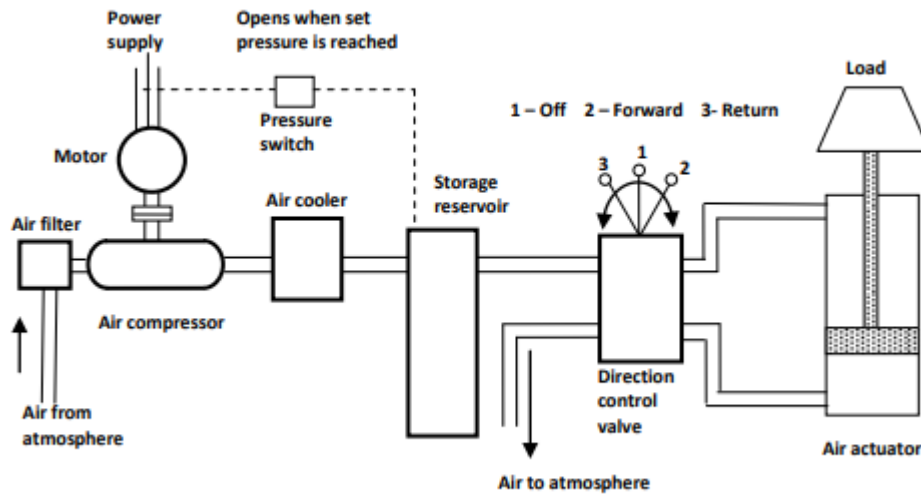 Power
supply
Opens when set
pressure is reached
Load
1 – Off 2 – Forward 3- Return
Pressure
switch
Motor
1
3
2
Storage
reservoir
Air cooler
Air filter
Air compressor
Direction
control
valve
Air from
atmosphere
Air actuator
Air to atmosphere